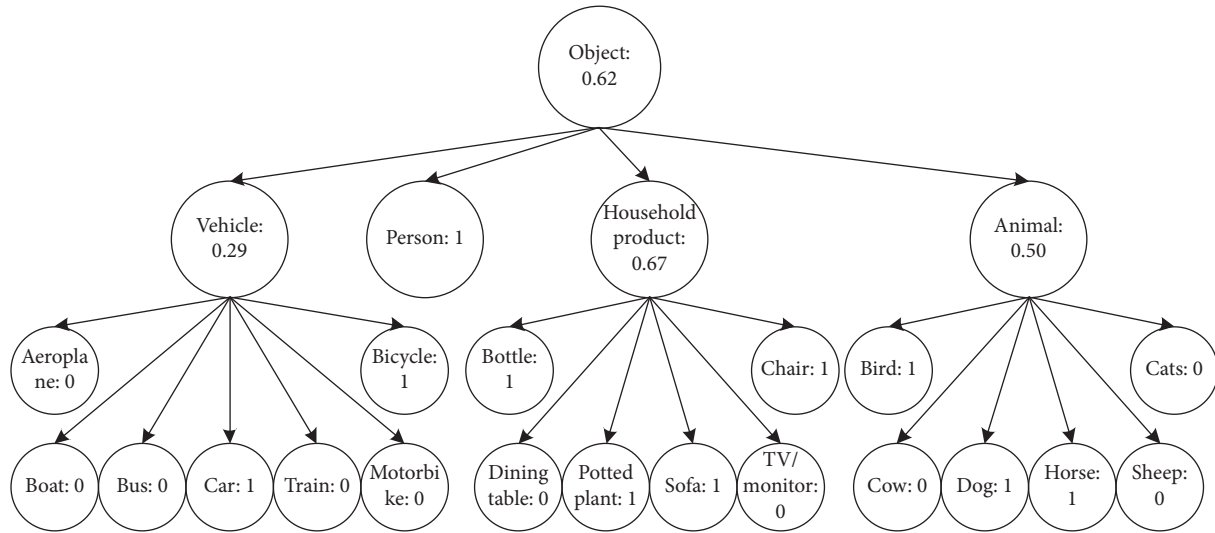 Object:
0.62
Vehicle:
0.29
Person: 1
Household
product:
0.67
Animal:
0.50
Aeropla
ne: 0
Bicycle:
1
Bottle:
1
Chair: 1
Bird: 1
Cats: 0
Boat: 0
Bus: 0
Car: 1
Train: 0
Motorbi
ke: 0
Dining
table: 0
Potted
plant: 1
Sofa: 1
TV/
monitor:
0
Cow: 0
Dog: 1
Horse:
1
Sheep:
0